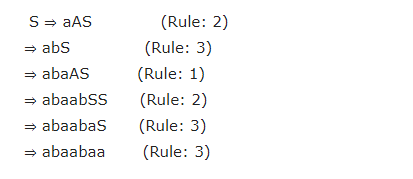 S ⇒ aAS (Rule: 2)
⇒ abS (Rule: 3)
⇒ abaAS (Rule: 1)
⇒ abaabSS (Rule: 2)
⇒ abaabaS (Rule: 3)
⇒ abaabaa (Rule: 3)